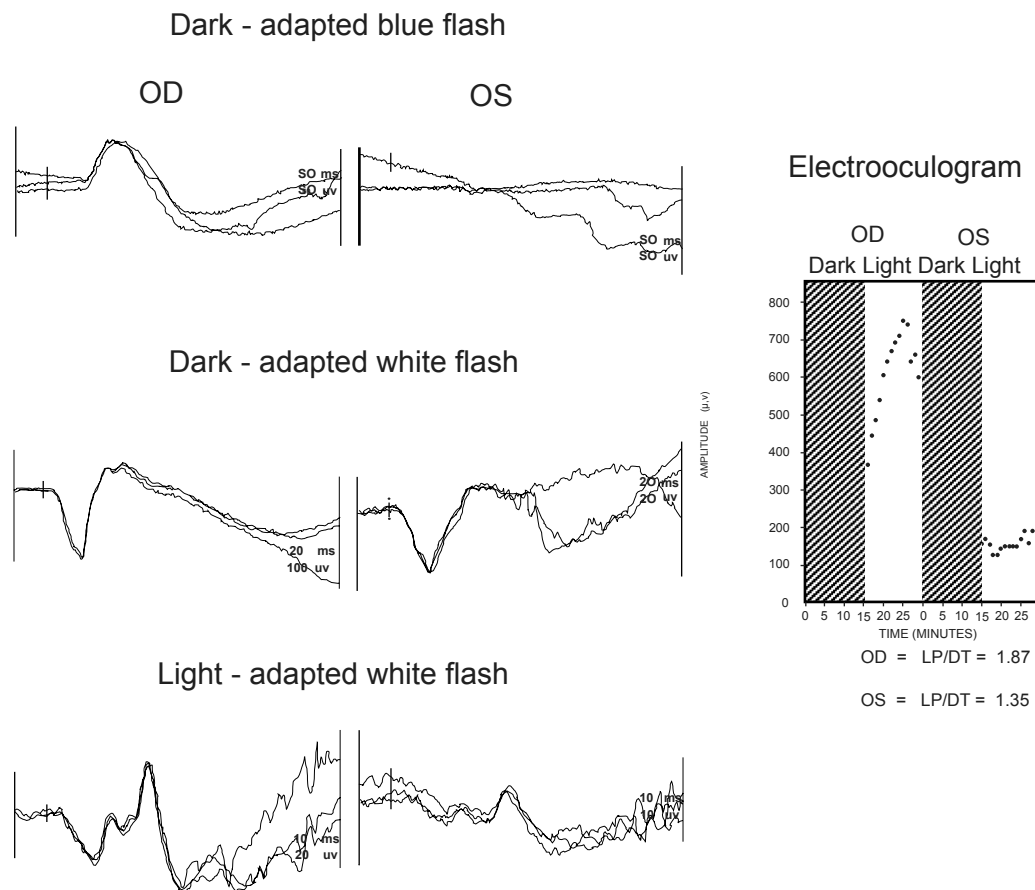 Dark - adapted blue flash
OD
OS
SO ms
SO uv
SO ms
SO uv
Dark - adapted white flash
20 ms
100 uv
2O ms
2O uv
Light - adapted white flash
10 ms
20 uv
10 ms
10 uv
Electrooculogram
OD OS
Dark Light Dark Light
AMPLITUDE (µ.v)
800
700
600
500
400
300
200
100
0
0 5 10 15 20 25 0 5 10 15 20 25
TIME (MINUTES)
OD = LP/DT = 1.87
OS = LP/DT = 1.35